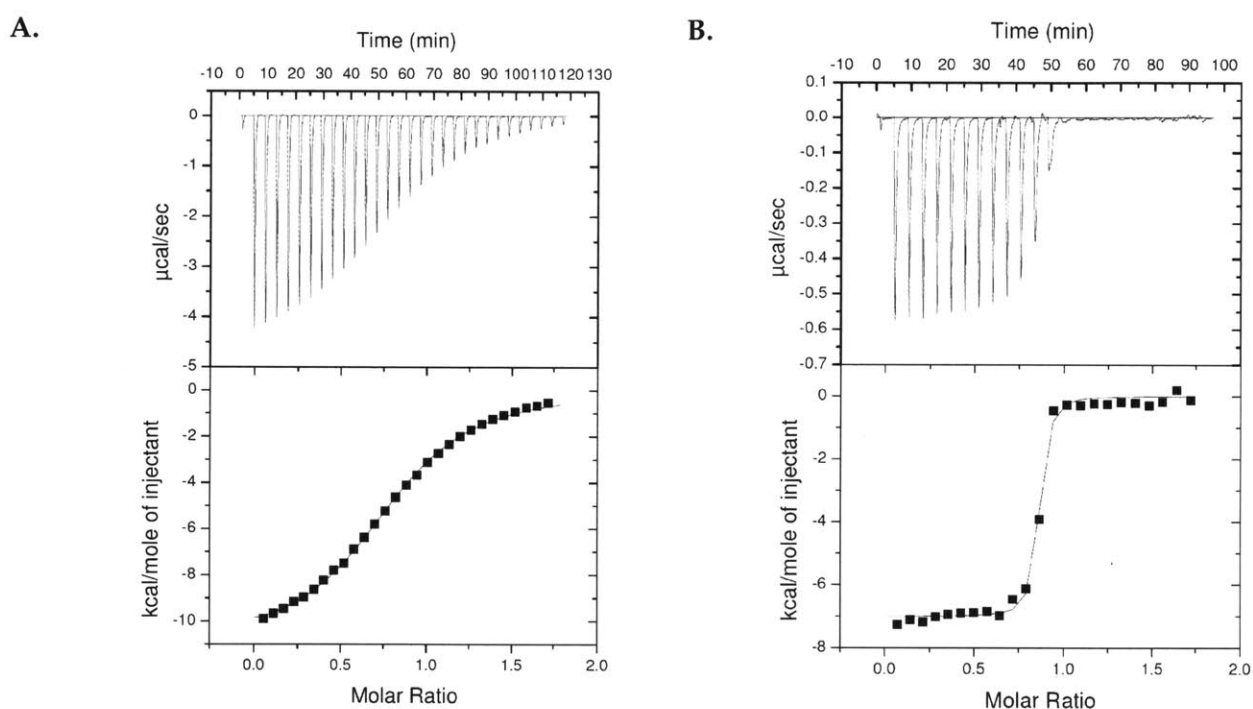 A.
Time (min)
-10 0 10 20 30 40 50 60 70 80 90 100 110 120 130
0
-1
-2
-3
-4
-5
µcal/sec
0
-2
-4
-6
-8
-10
kcal/mole of injectant
0.0 0.5 1.0 1.5 2.0
Molar Ratio
B.
Time (min)
-10 0 10 20 30 40 50 60 70 80 90 100
0.1
0.0
-0.1
-0.2
-0.3
-0.4
-0.5
-0.6
-0.7
µcal/sec
0
-2
-4
-6
-8
kcal/mole of injectant
0.0 0.5 1.0 1.5 2.0
Molar Ratio